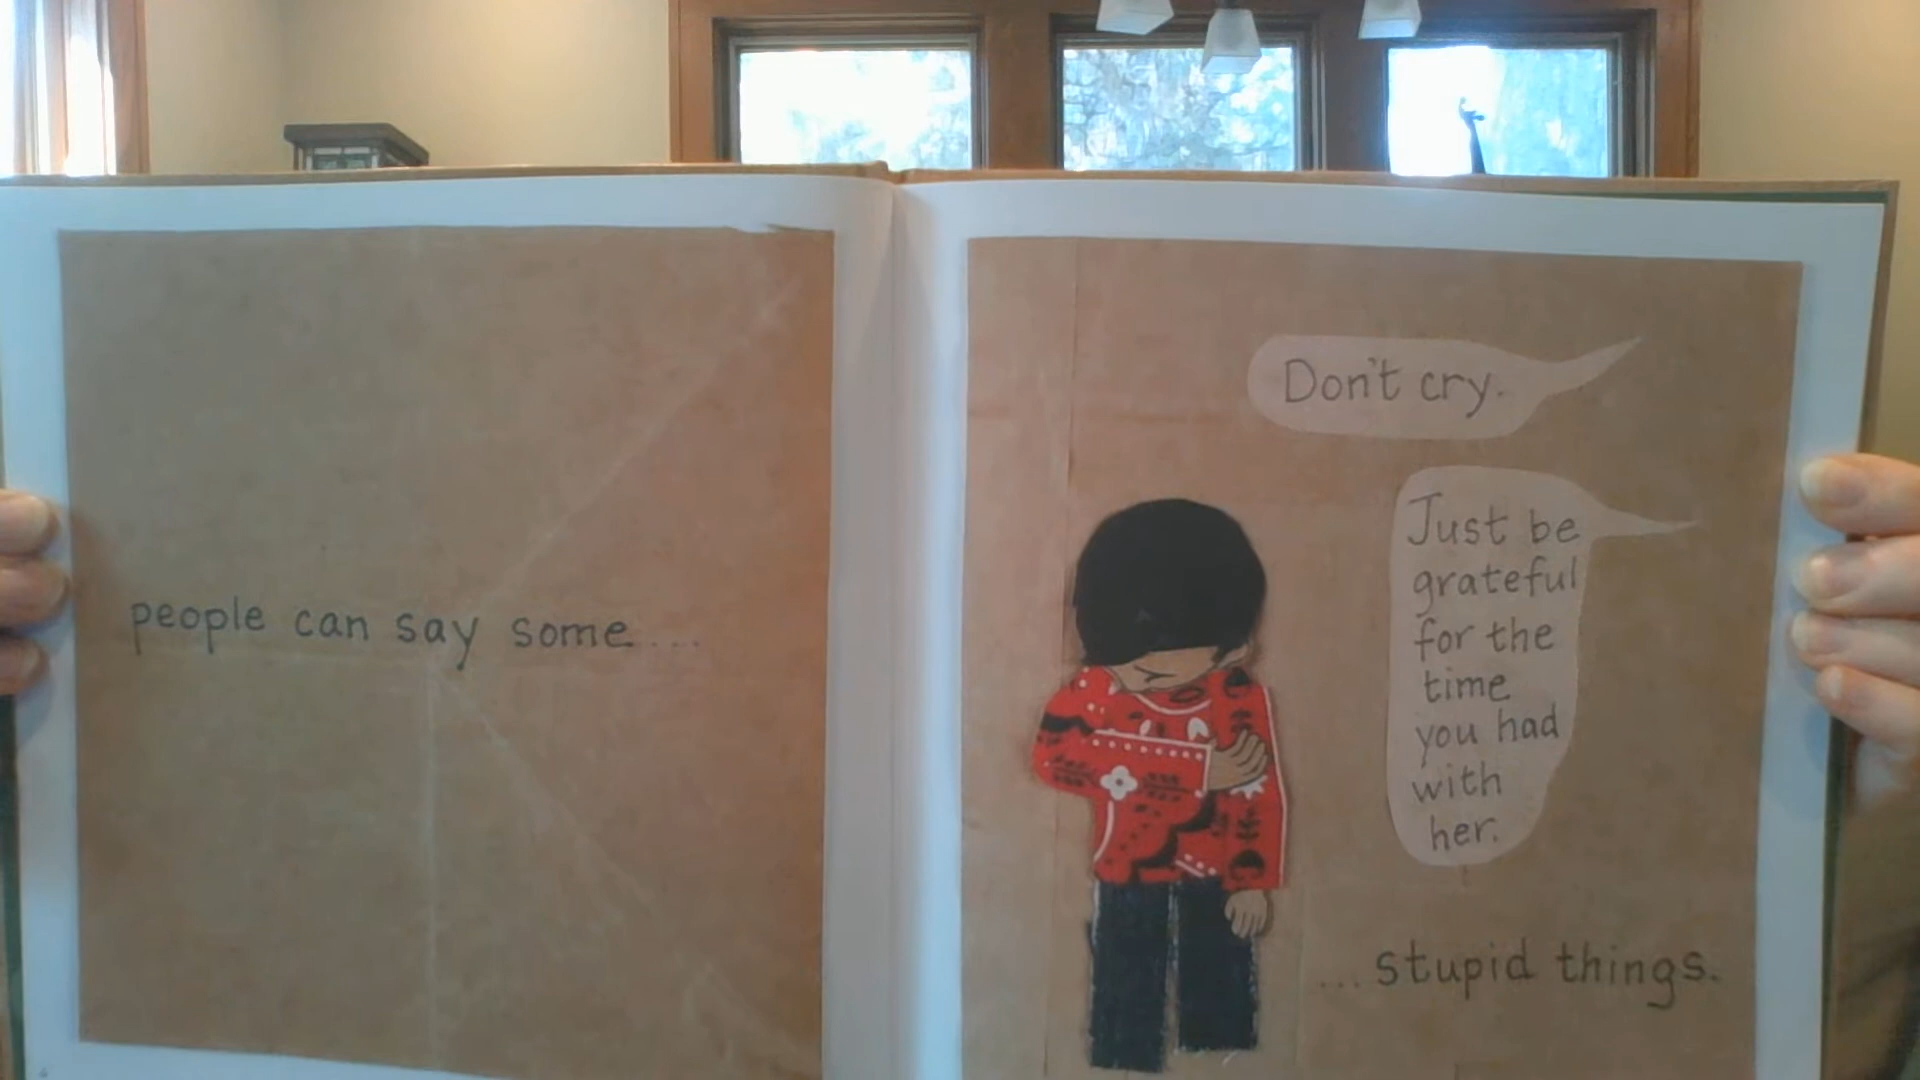 people can say some....
Don't cry.
Just be
grateful
for the
time
you had
with
her.
...stupid things.